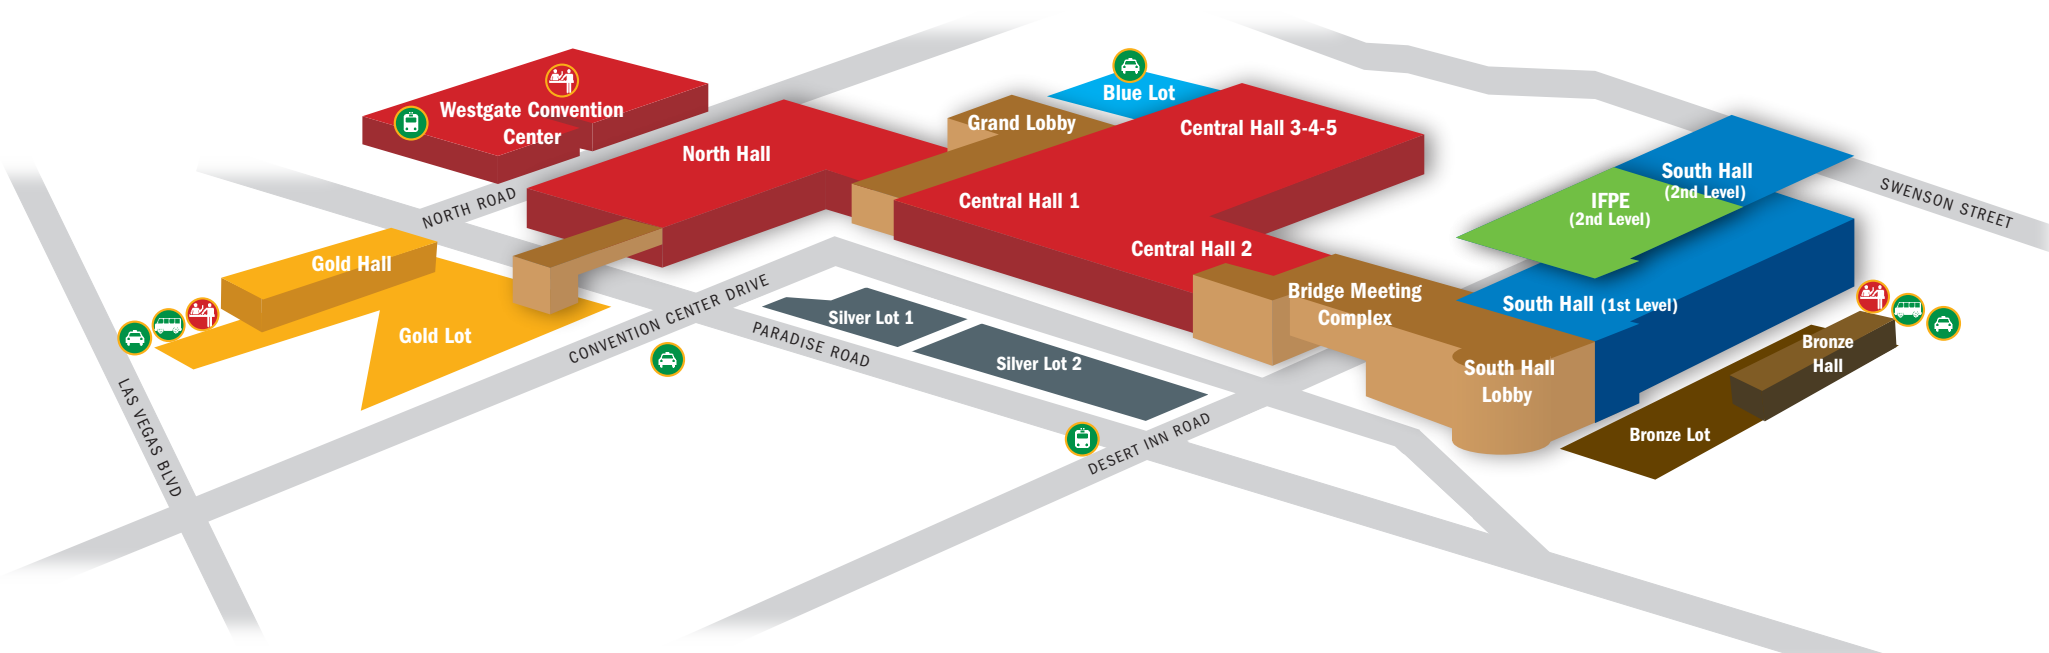 Blue Lot
Westgate Convention
Center
Grand Lobby
Central Hall 3-4-5
North Hall
South Hall
(2nd Level)
IFPE
(2nd Level)
SWENSON STREET
NORTH ROAD
Central Hall 1
Central Hall 2
Gold Hall
Bridge Meeting
Complex
South Hall (1st Level)
CONVENTION CENTER DRIVE
Silver Lot 1
Gold Lot
PARADISE ROAD
Silver Lot 2
Bronze
Hall
South Hall
Lobby
LAS VEGAS BLVD
DESERT INN ROAD
Bronze Lot